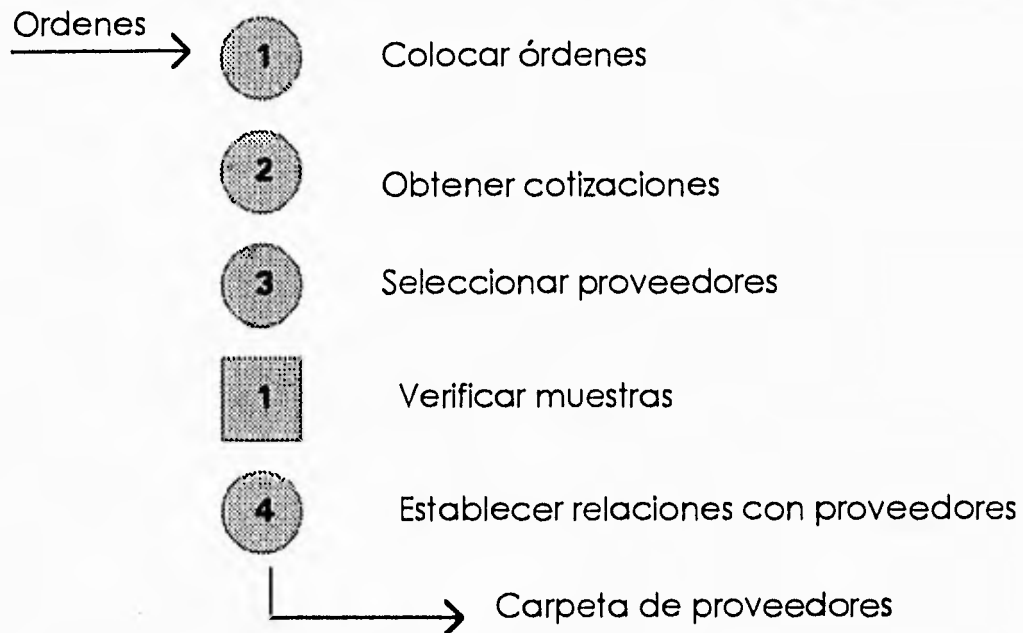 Ordenes
1 Colocar órdenes
2 Obtener cotizaciones
3 Seleccionar proveedores
1 Verificar muestras
4 Establecer relaciones con proveedores
Carpeta de proveedores